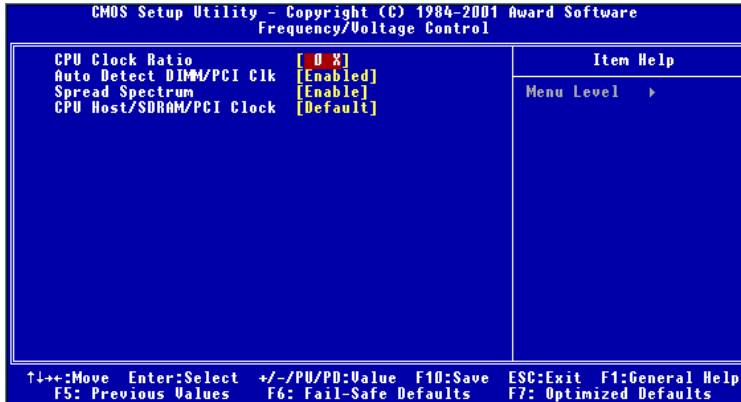 CMOS Setup Utility - Copyright (C) 1984-2001 Award Software
Frequency/Voltage Control
CPU Clock Ratio [ 0 X]
Auto Detect DIMM/PCI Clk [Enabled]
Spread Spectrum [Enable]
CPU Host/SDRAM/PCI Clock [Default]
Item Help
Menu Level ▸
↑↓→←:Move Enter:Select +/-/PU/PD:Value F10:Save ESC:Exit F1:General Help
F5: Previous Values F6: Fail-Safe Defaults F7: Optimized Defaults